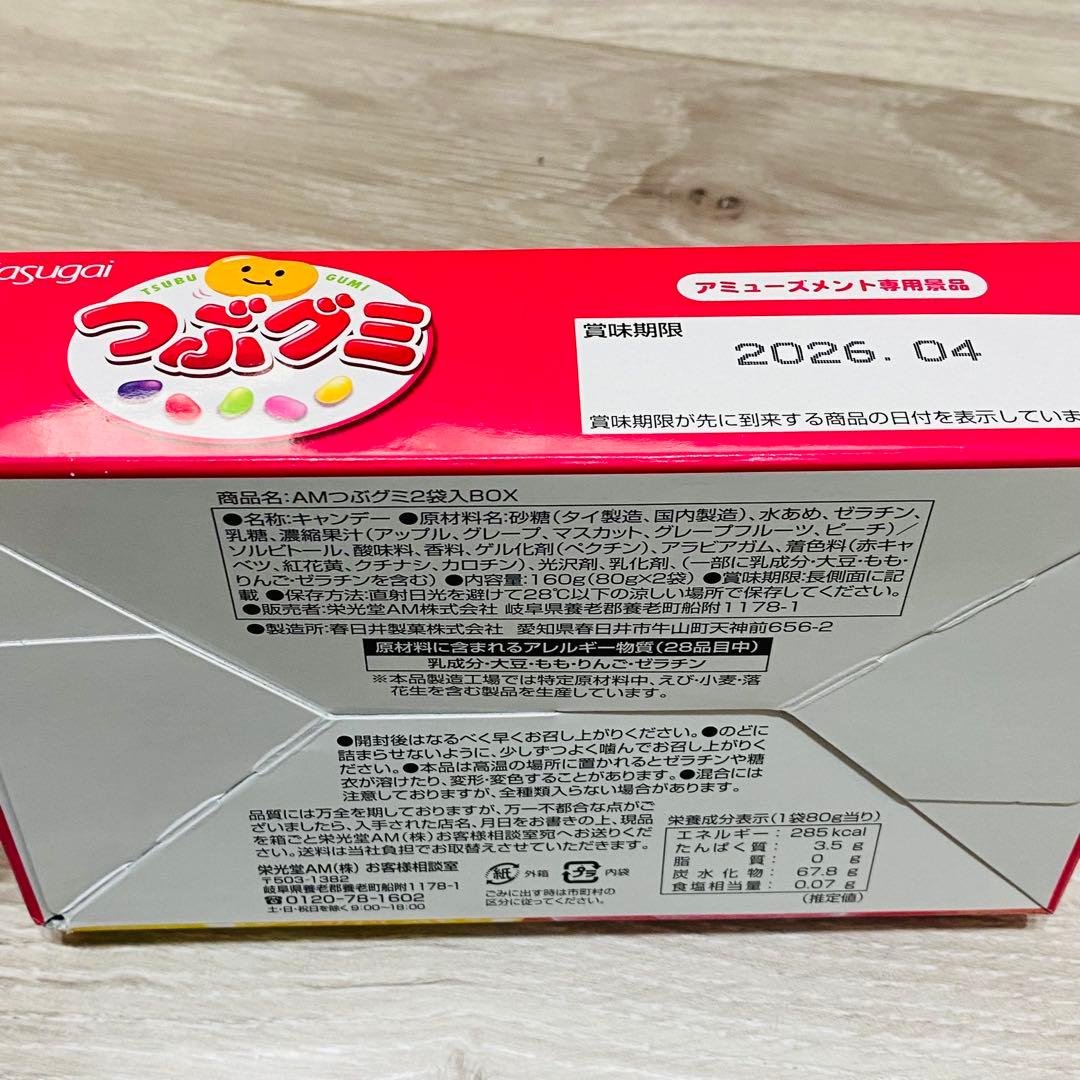 asugai
TSUBU GUMI
つぶグミ
アミューズメント専用景品
賞味期限
2026. 04
賞味期限が先に到来する商品の日付を表示していま
商品名:AMつぶグミ2袋入BOX
●名称:キャンデー ●原材料名:砂糖(タイ製造、国内製造)、水あめ、ゼラチン、
乳糖、濃縮果汁(アップル、グレープ、マスカット、グレープフルーツ、ピーチ)/
ソルビトール、酸味料、香料、ゲル化剤(ペクチン)、アラビアガム、着色料(赤キャ
ベツ、紅花黄、クチナシ、カロチン)、光沢剤、乳化剤、(一部に乳成分・大豆・もも・
りんご・ゼラチンを含む) ●内容量:160g(80g×2袋) ●賞味期限:長側面に記
載 ●保存方法:直射日光を避けて28℃以下の涼しい場所で保存してください。
●販売者:栄光堂AM株式会社 岐阜県養老郡養老町船附1178-1
●製造所:春日井製菓株式会社 愛知県春日井市牛山町天神前656-2
原材料に含まれるアレルギー物質(28品目中)
乳成分・大豆・もも・りんご・ゼラチン
※本品製造工場では特定原材料中、えび・小麦・落
花生を含む製品を生産しています。
●開封後はなるべく早くお召し上がりください。●のどに
詰まらせないように、少しずつよく噛んでお召し上がりく
ださい。●本品は高温の場所に置かれるとゼラチンや糖
衣が溶けたり、変形・変色することがあります。●混合には
注意しておりますが、全種類入らない場合があります。
品質には万全を期しておりますが、万一不都合な点がご
ざいましたら、入手された店名、月日をお書きの上、現品
を箱ごと栄光堂AM(株)お客様相談室宛へお送りくだ
さい。送料は当社負担でお取替えさせていただきます。
栄光堂AM(株) お客様相談室
〒503-1382
岐阜県養老郡養老町船附1178-1
☎0120-78-1602
土・日・祝日を除く 9:00〜18:00
紙 外箱 プラ 内袋
ごみに出す時は市町村の
区分に従ってください。
栄養成分表示(1袋80g当り)
エネルギー: 285kcal
たんぱく質: 3.5 g
脂質: 0 g
炭水化物: 67.8 g
食塩相当量: 0.07 g
(推定値)